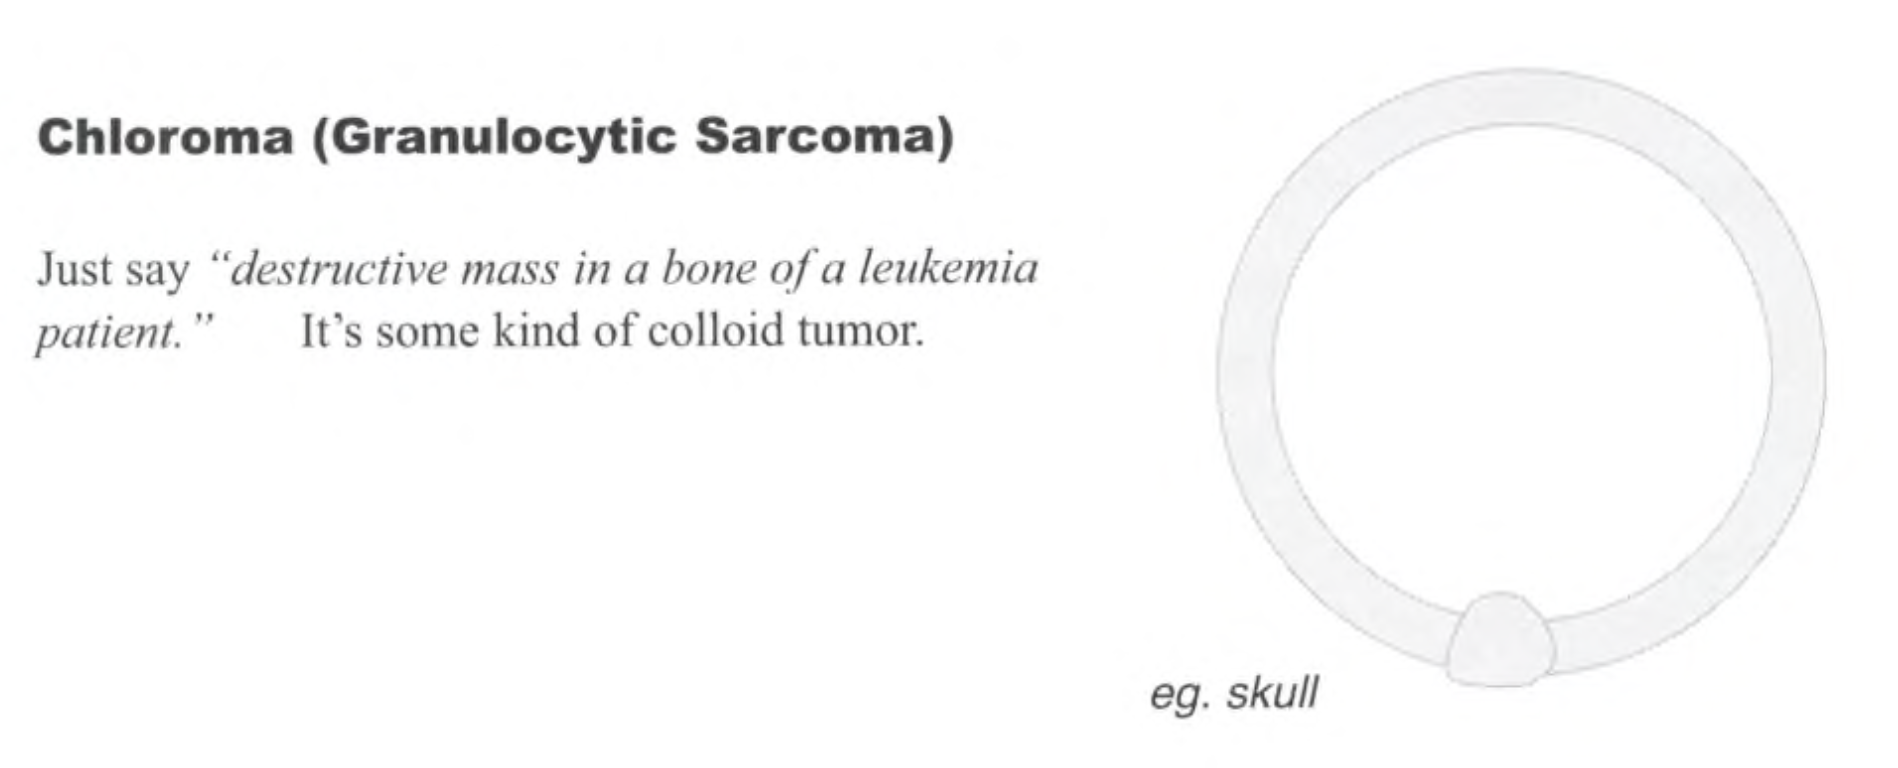 Chloroma (Granulocytic Sarcoma)
Just say “destructive mass in a bone of a leukemia
patient.” It’s some kind of colloid tumor.
eg. skull